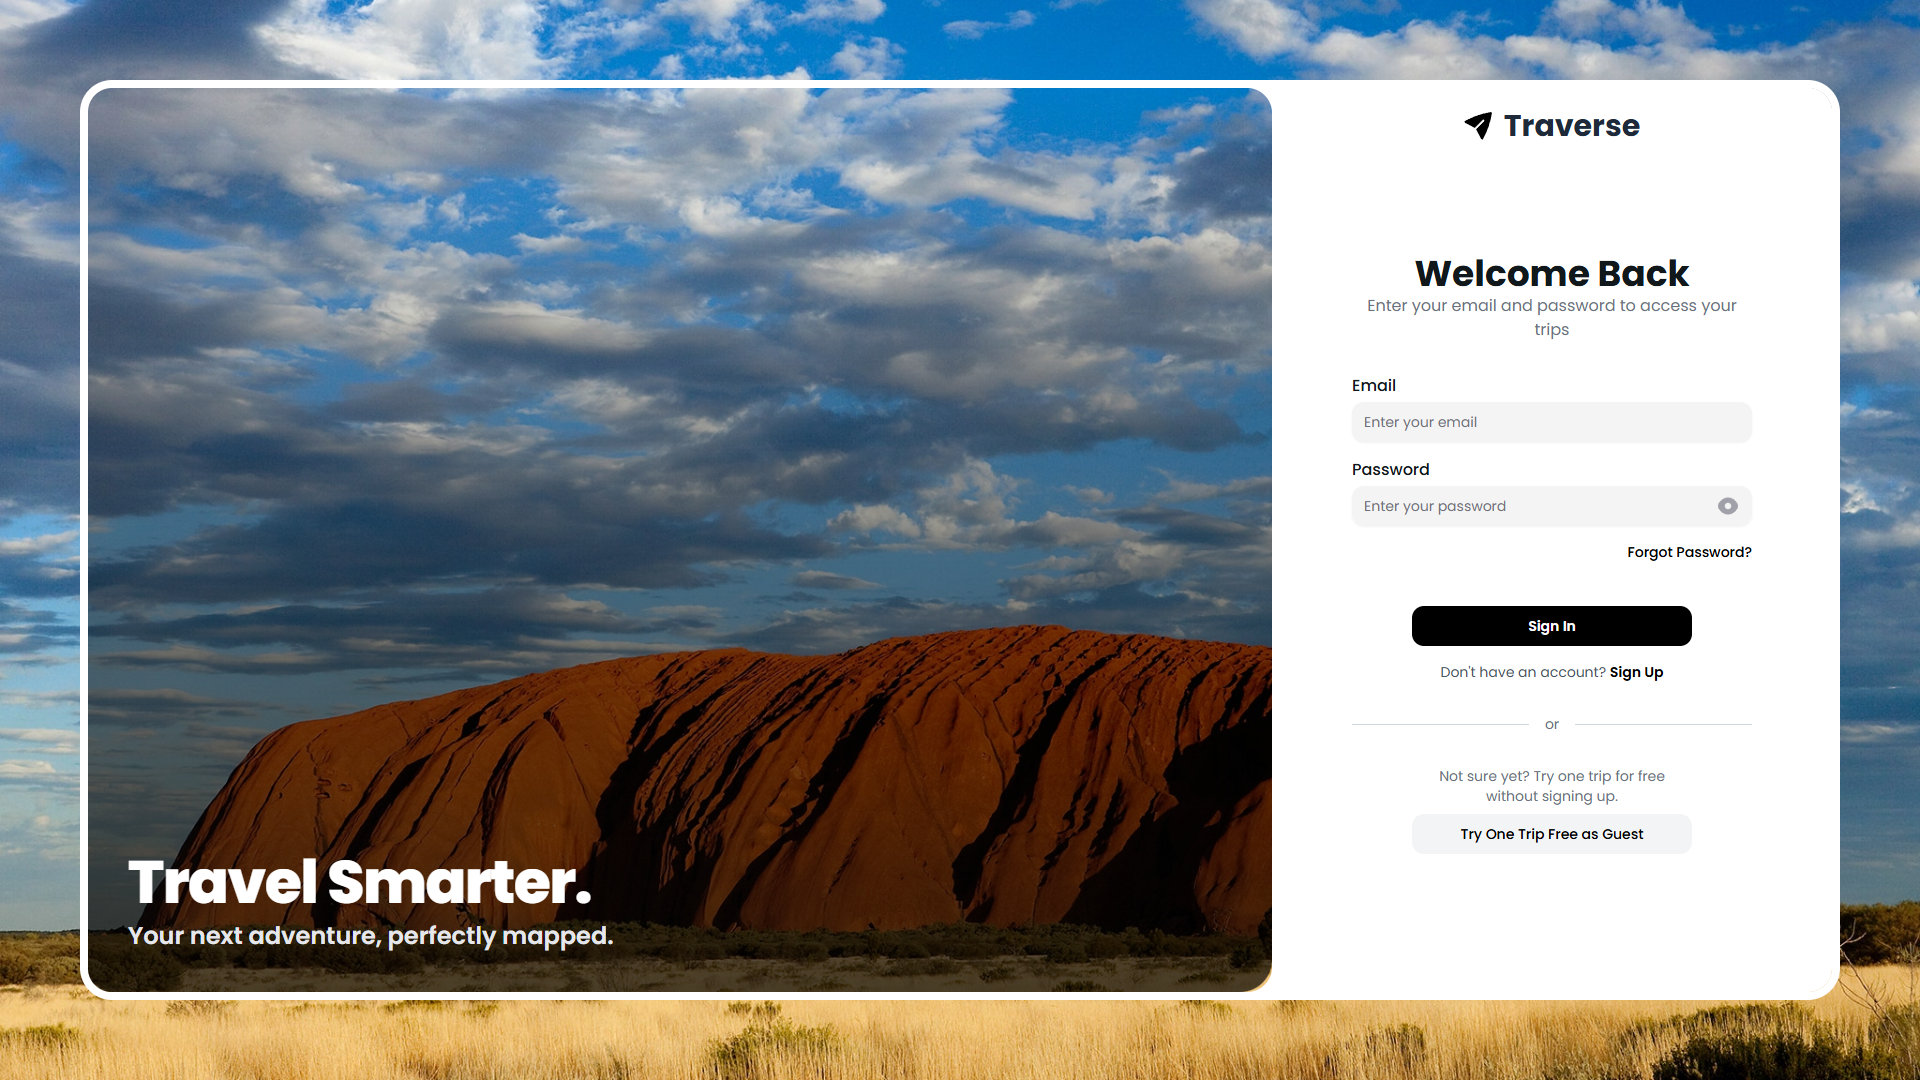 Traverse
Welcome Back
Enter your email and password to access your
trips
Email
Enter your email
Password
Enter your password
Forgot Password?
Sign In
Don't have an account? Sign Up
or
Not sure yet? Try one trip for free
without signing up.
Try One Trip Free as Guest
Travel Smarter.
Your next adventure, perfectly mapped.